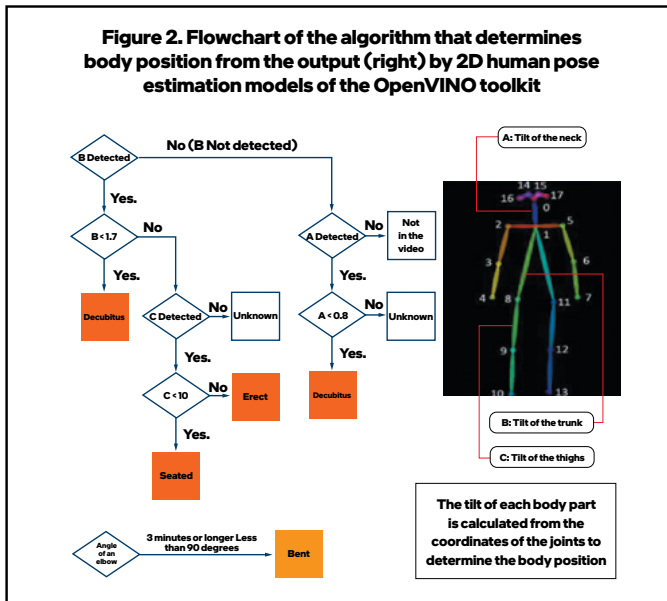 Figure 2. Flowchart of the algorithm that determines
body position from the output (right) by 2D human pose
estimation models of the OpenVINO toolkit
B Detected
No (B Not detected)
Yes.
B < 1.7
No
Yes.
Decubitus
C Detected
No
Unknown
Yes.
C < 10
No
Erect
Yes.
Seated
A Detected
No
Not
in the
video
Yes.
A < 0.8
No
Unknown
Yes.
Decubitus
A: Tilt of the neck
14 15
16 17
0
2 5
1
3 6
4 8 11 7
9 12
10 13
B: Tilt of the trunk
C: Tilt of the thighs
The tilt of each body part
is calculated from the
coordinates of the joints to
determine the body position
Angle
of an
elbow
3 minutes or longer Less
than 90 degrees
Bent